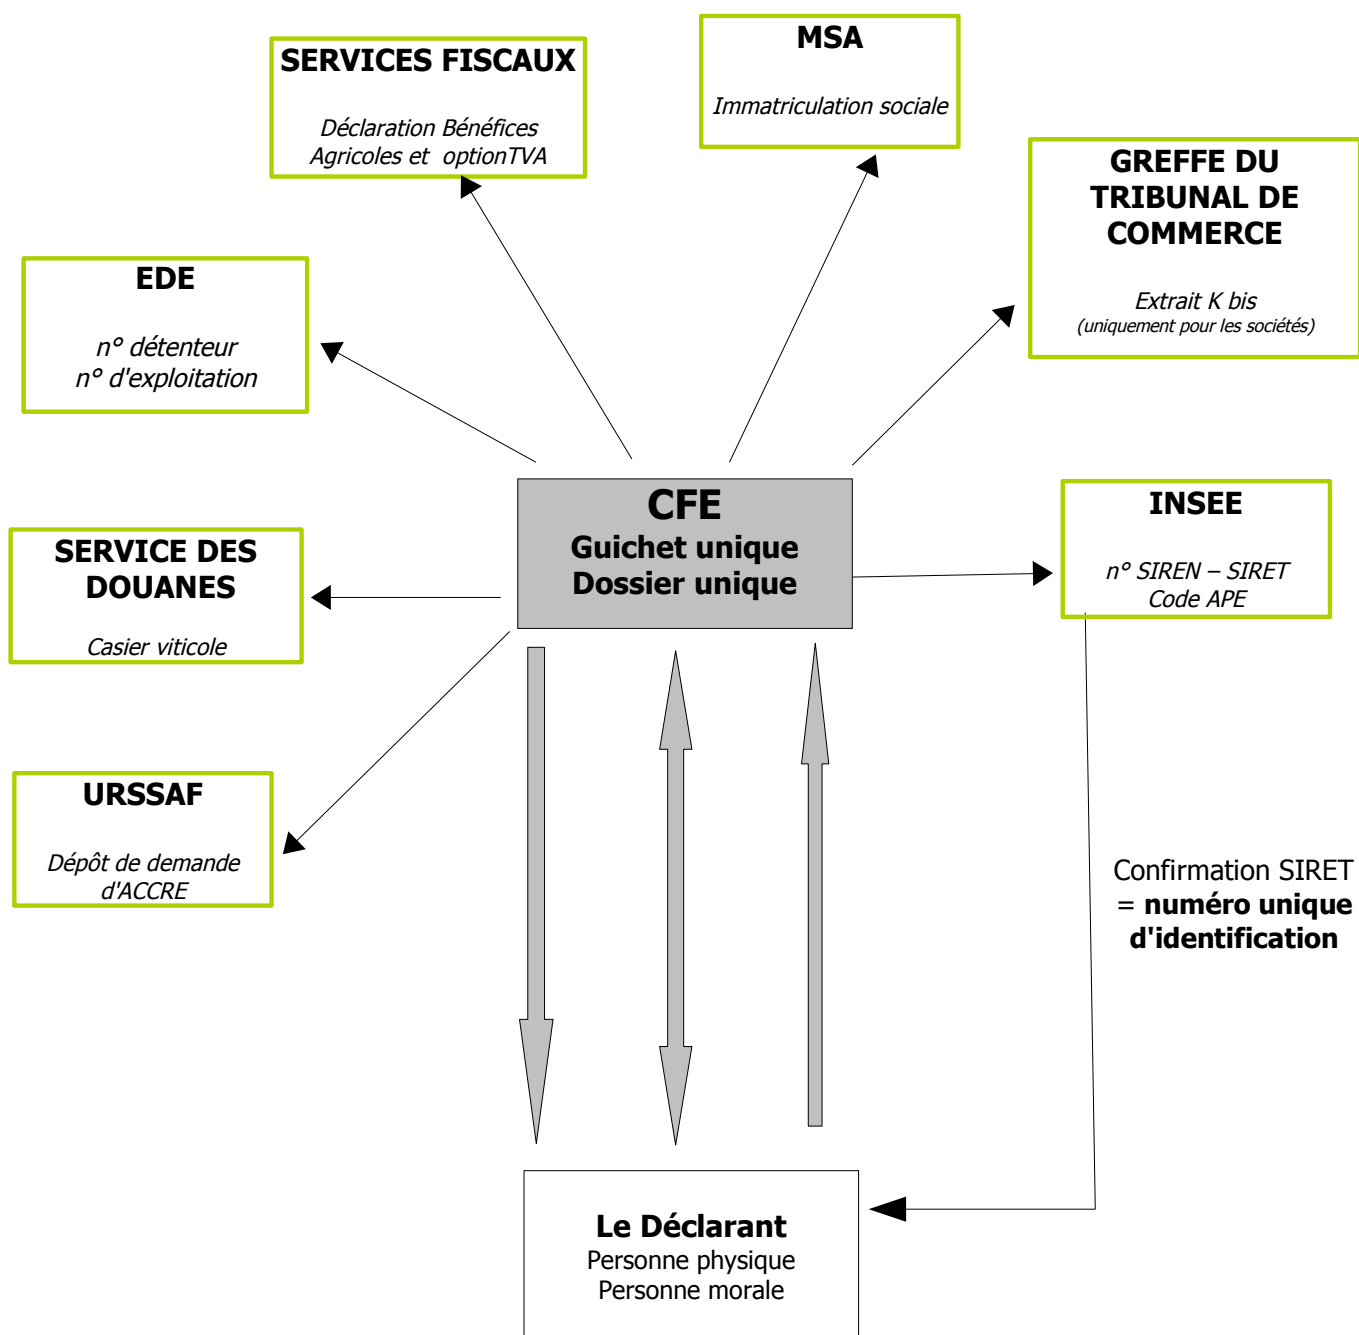 MSA
Immatriculation sociale
SERVICES FISCAUX
Déclaration Bénéfices
Agricoles et  optionTVA
GREFFE DU
TRIBUNAL DE
COMMERCE
Extrait K bis
(uniquement pour les sociétés)
EDE
n° détenteur
n° d'exploitation
CFE
Guichet unique
Dossier unique
INSEE
n° SIREN – SIRET
Code APE
SERVICE DES
DOUANES
Casier viticole
URSSAF
Dépôt de demande
d'ACCRE
Confirmation SIRET
= numéro unique
d'identification
Le Déclarant
Personne physique
Personne morale